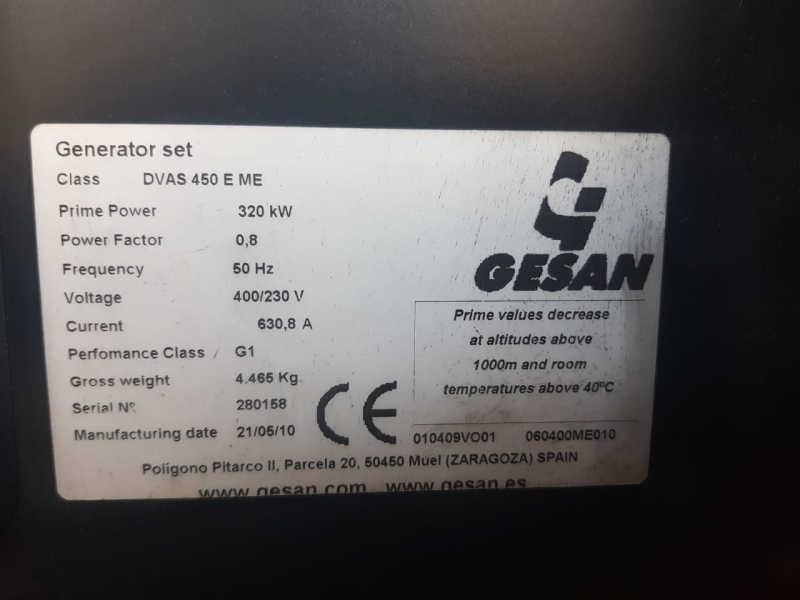 Generator set
Class DVAS 450 E ME
Prime Power 320 kW
Power Factor 0,8
Frequency 50 Hz
Voltage 400/230 V
Current 630,8 A
Perfomance Class G1
Gross weight 4.465 Kg
Serial Nº 280158
Manufacturing date 21/05/10
CE
GESAN
Prime values decrease
at altitudes above
1000m and room
temperatures above 40ºC
010409VO01 060400ME010
Polígono Pitarco II, Parcela 20, 50450 Muel (ZARAGOZA) SPAIN
www.gesan.com www.gesan.es